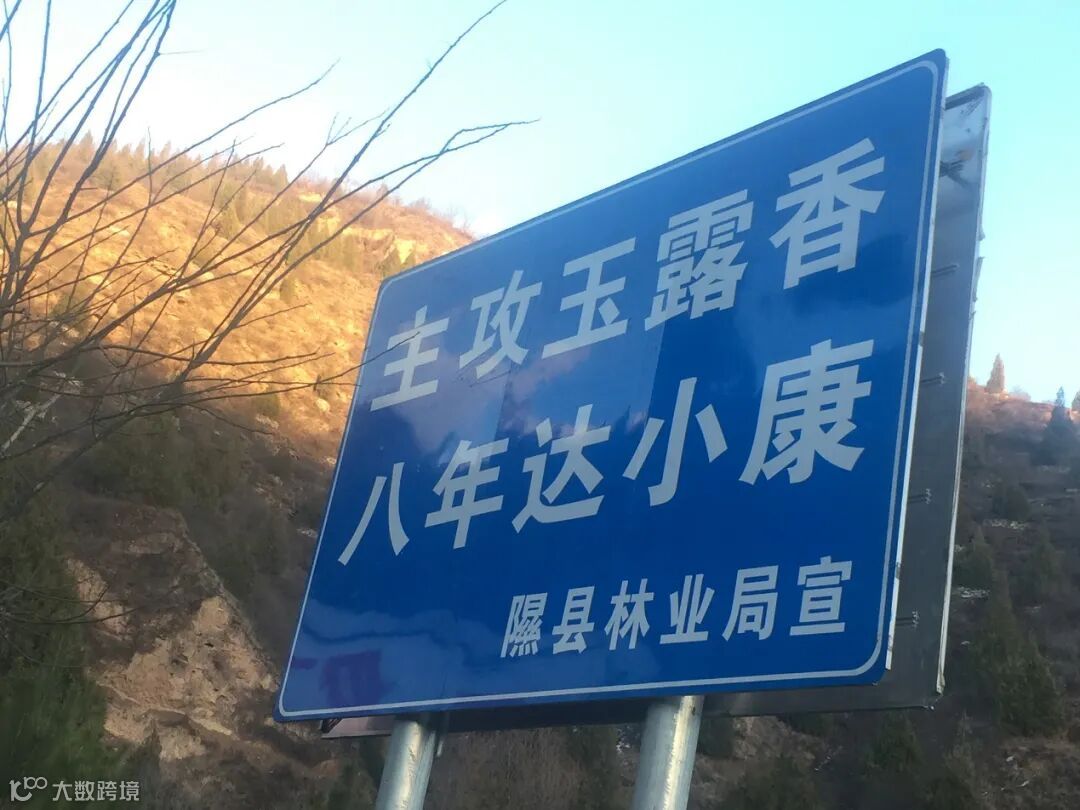 主攻玉露香
八年达小康
隰县林业局宣
大数跨境